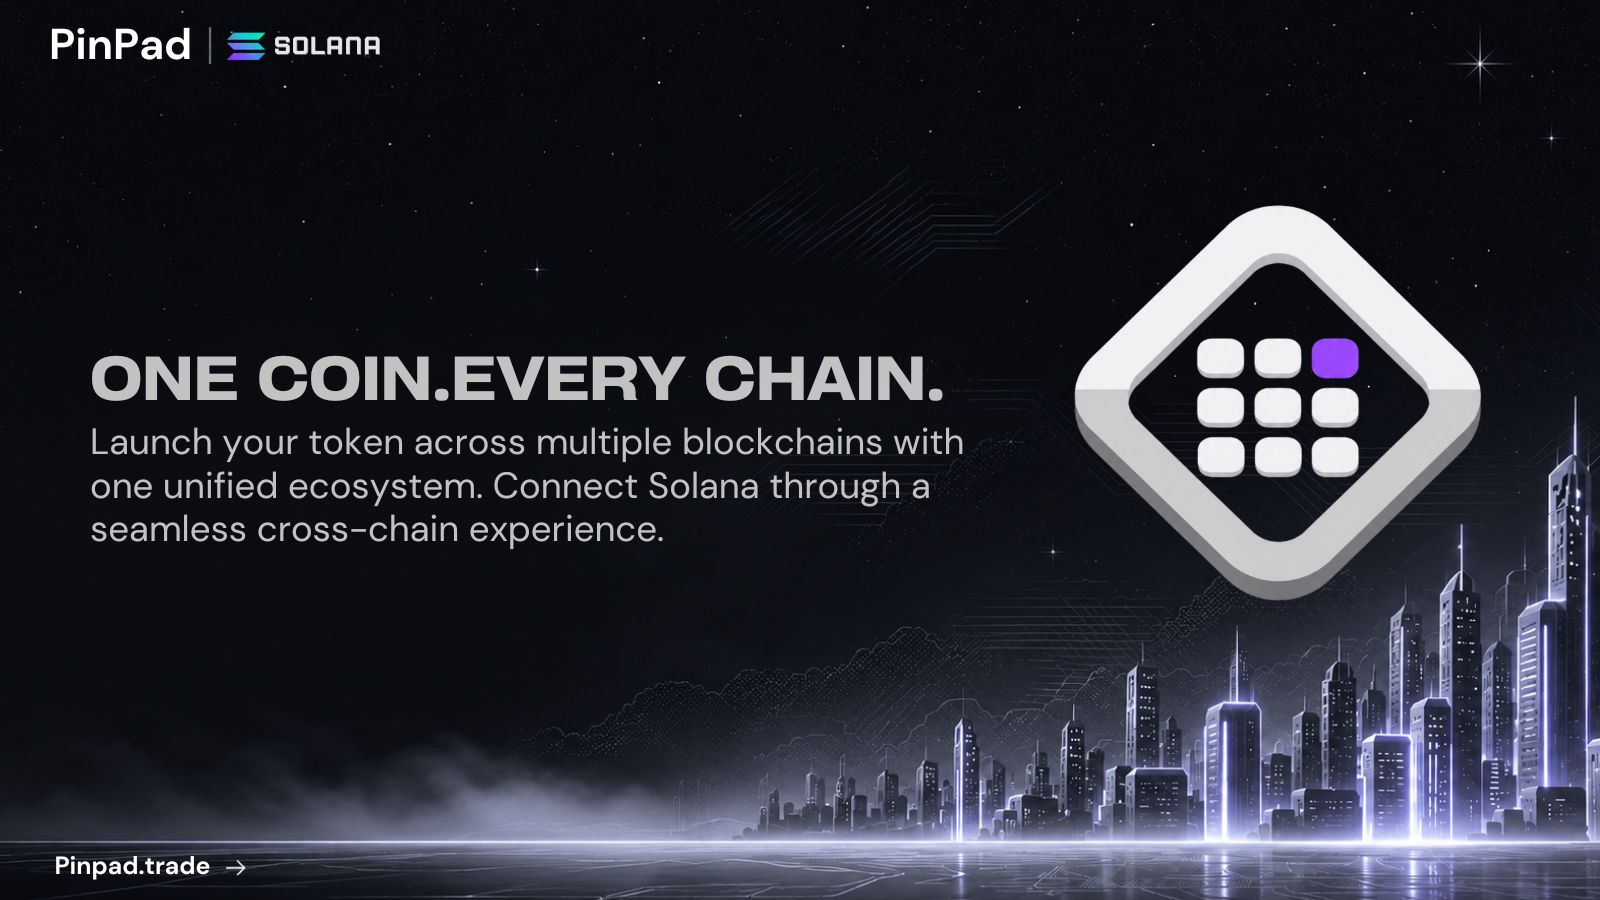 PinPad | SOLANA
ONE COIN.EVERY CHAIN.
Launch your token across multiple blockchains with
one unified ecosystem. Connect Solana through a
seamless cross-chain experience.
Pinpad.trade →